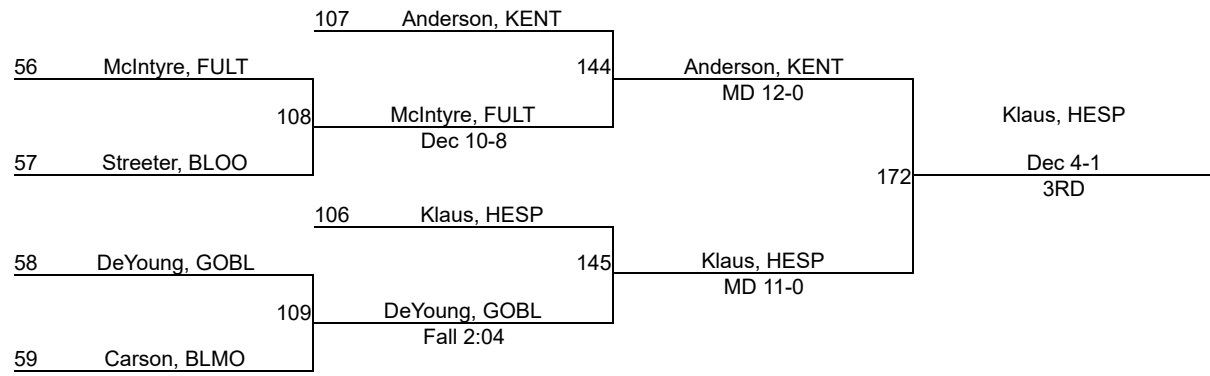 107 Anderson, KENT
56 McIntyre, FULT
144 Anderson, KENT
MD 12-0
108 McIntyre, FULT
Dec 10-8
Klaus, HESP
57 Streeter, BLOO
Dec 4-1
172
3RD
106 Klaus, HESP
58 DeYoung, GOBL
145 Klaus, HESP
MD 11-0
109 DeYoung, GOBL
Fall 2:04
59 Carson, BLMO